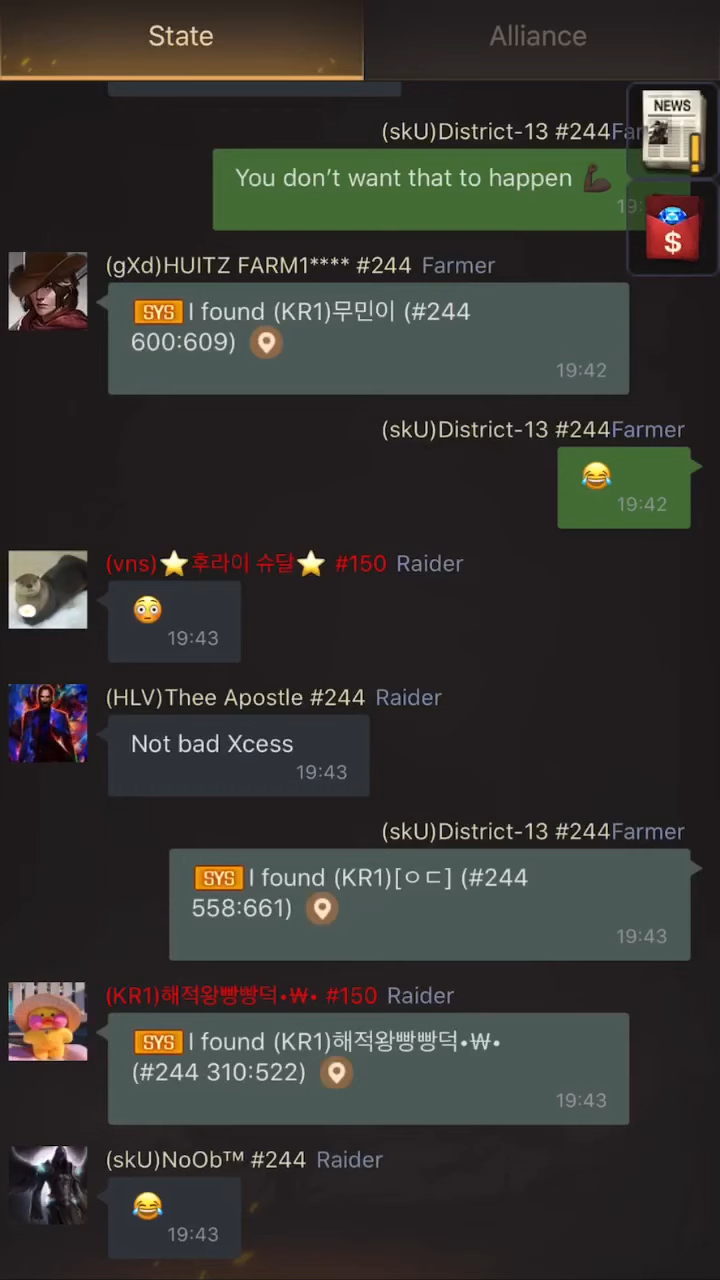 State
Alliance
NEWS
(skU)District-13 #244Far
You don't want that to happen 💪🏿
19:
$
(gXd)HUITZ FARM1**** #244 Farmer
SYS I found (KR1)무민이 (#244
600:609)
19:42
(skU)District-13 #244Farmer
😂
19:42
(vns)⭐후라이 슈달⭐ #150 Raider
😳
19:43
(HLV)Thee Apostle #244 Raider
Not bad Xcess
19:43
(skU)District-13 #244Farmer
SYS I found (KR1)[ㅇㄷ] (#244
558:661)
19:43
(KR1)해적왕빵빵덕•₩• #150 Raider
SYS I found (KR1)해적왕빵빵덕•₩•
(#244 310:522)
19:43
(skU)NoOb™ #244 Raider
😂
19:43